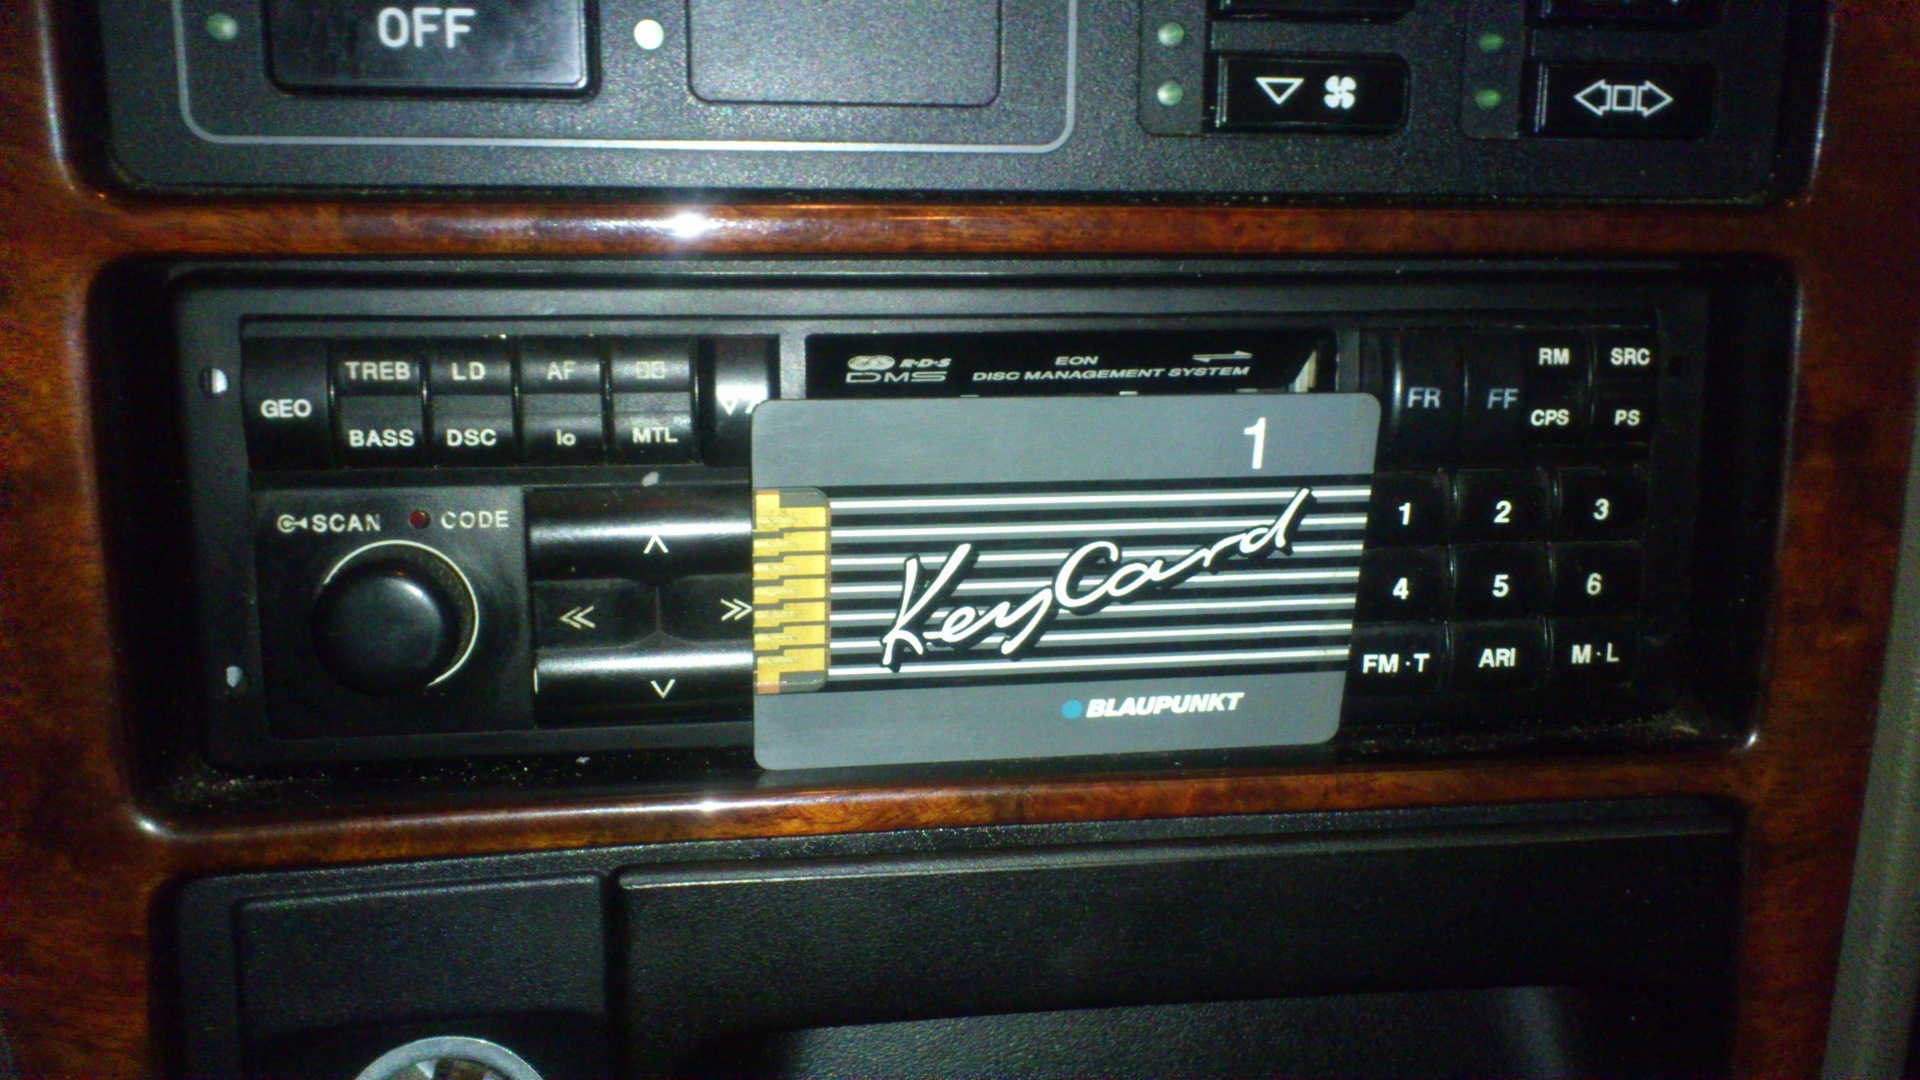 OFF
GEO
TREB
LD
AF
BASS
DSC
lo
MTL
R·D·S
DMS
EON
DISC MANAGEMENT SYSTEM
FR
FF
RM
SRC
CPS
PS
SCAN
CODE
1
KeyCard
BLAUPUNKT
1
2
3
4
5
6
FM·T
ARI
M·L